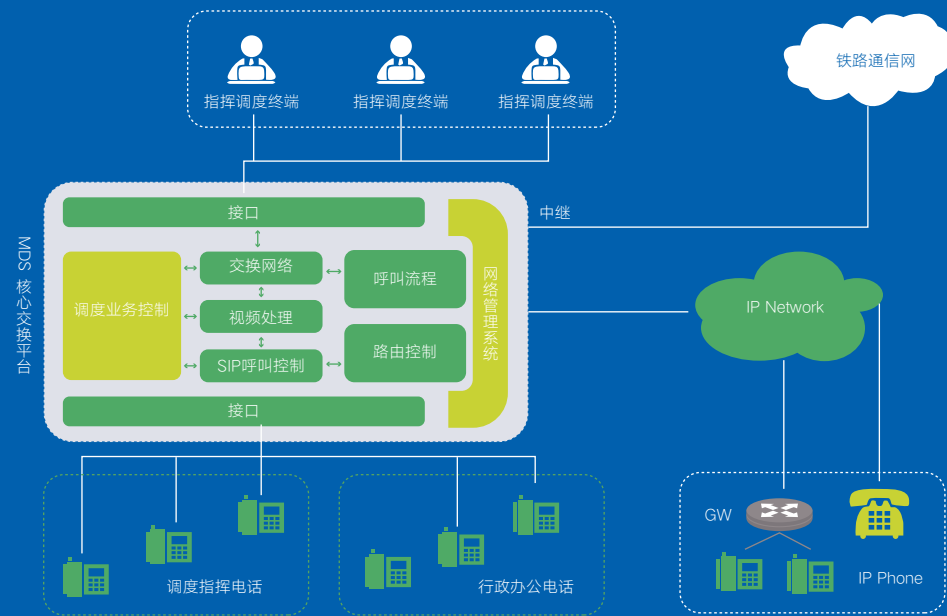 指挥调度终端
指挥调度终端
指挥调度终端
铁路通信网
MDS 核心交换平台
接口
中继
交换网络
呼叫流程
调度业务控制
视频处理
网络管理系统
路由控制
SIP呼叫控制
接口
IP Network
调度指挥电话
行政办公电话
GW
IP Phone